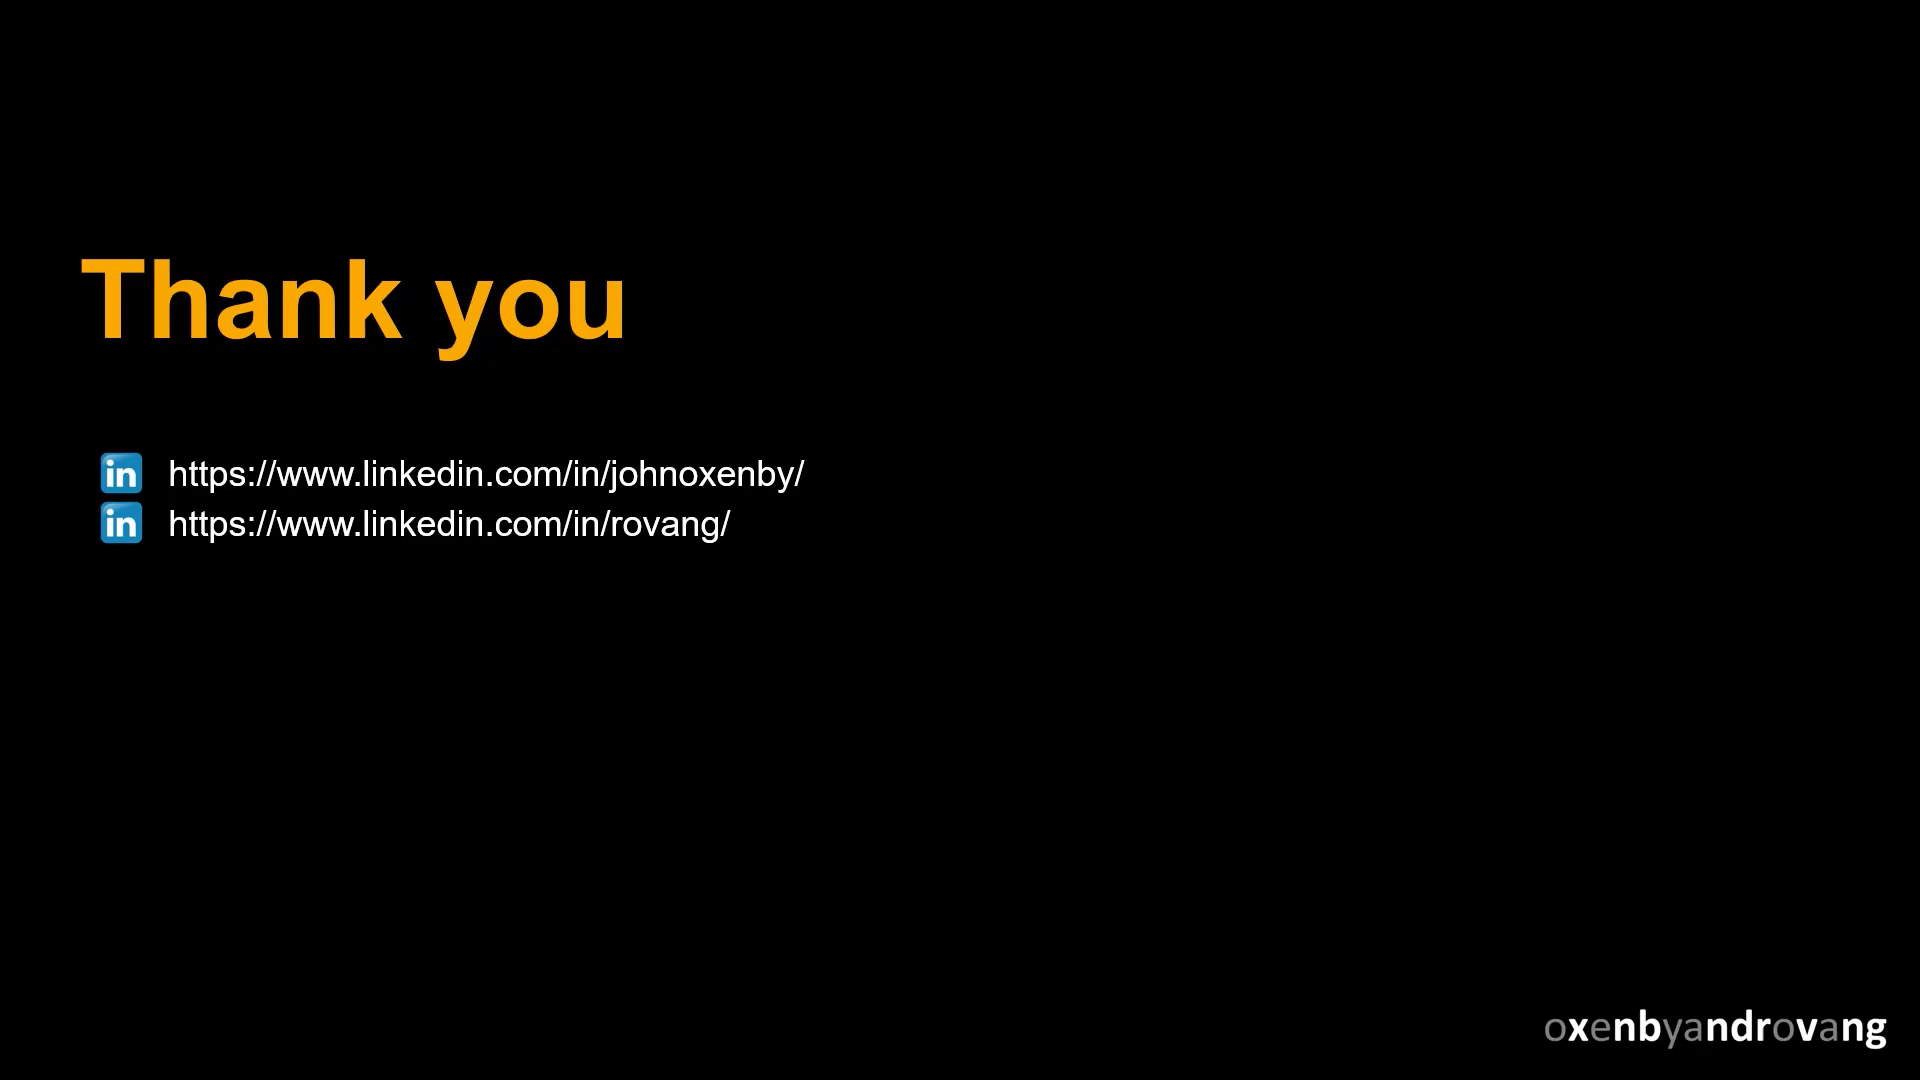 Thank you
in https://www.linkedin.com/in/johnoxenby/
in https://www.linkedin.com/in/rovang/
oxenbyandrovang